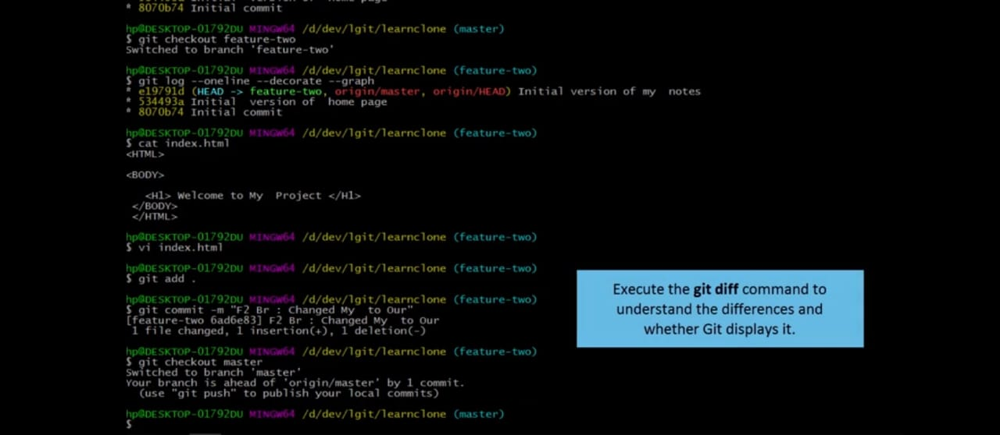 * 8070b74 Initial commit
hp@DESKTOP-01792DU MINGW64 /d/dev/lgit/learnclone (master)
$ git checkout feature-two
Switched to branch 'feature-two'
hp@DESKTOP-01792DU MINGW64 /d/dev/lgit/learnclone (feature-two)
$ git log --oneline --decorate --graph
* e19791d (HEAD -> feature-two, origin/master, origin/HEAD) Initial version of my  notes
* 534493a Initial  version of  home page
* 8070b74 Initial commit
hp@DESKTOP-01792DU MINGW64 /d/dev/lgit/learnclone (feature-two)
$ cat index.html
<HTML>
<BODY>
<H1> Welcome to My  Project </H1>
</BODY>
</HTML>
hp@DESKTOP-01792DU MINGW64 /d/dev/lgit/learnclone (feature-two)
$ vi index.html
hp@DESKTOP-01792DU MINGW64 /d/dev/lgit/learnclone (feature-two)
$ git add .
hp@DESKTOP-01792DU MINGW64 /d/dev/lgit/learnclone (feature-two)
$ git commit -m "F2 Br : Changed My  to Our"
[feature-two 6ad6e83] F2 Br : Changed My  to Our
1 file changed, 1 insertion(+), 1 deletion(-)
hp@DESKTOP-01792DU MINGW64 /d/dev/lgit/learnclone (feature-two)
$ git checkout master
Switched to branch 'master'
Your branch is ahead of 'origin/master' by 1 commit.
(use "git push" to publish your local commits)
hp@DESKTOP-01792DU MINGW64 /d/dev/lgit/learnclone (master)
$
Execute the git diff command to
understand the differences and
whether Git displays it.